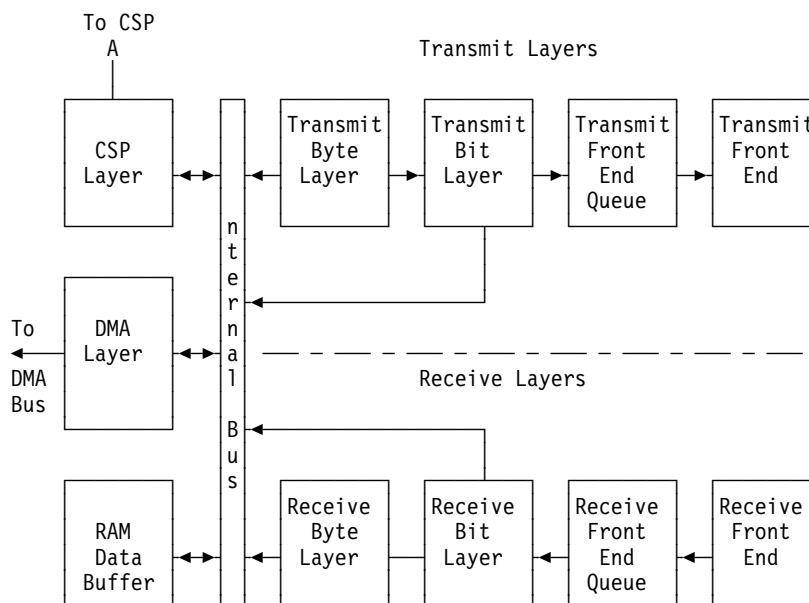 To CSP
A
Transmit Layers
CSP
Layer
Transmit
Byte
Layer
Transmit
Bit
Layer
Transmit
Front
End
Queue
Transmit
Front
End
nternal Bus
To
DMA
Bus
DMA
Layer
Receive Layers
RAM
Data
Buffer
Receive
Byte
Layer
Receive
Bit
Layer
Receive
Front
End
Queue
Receive
Front
End